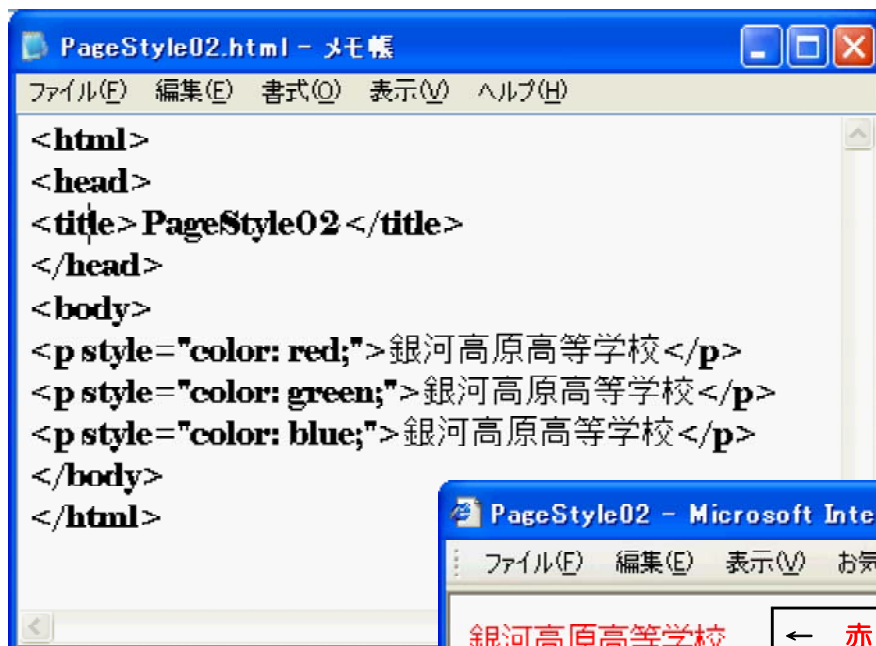 PageStyle02.html - メモ帳
ファイル(F) 編集(E) 書式(O) 表示(V) ヘルプ(H)
<html>
<head>
<title>PageStyle02</title>
</head>
<body>
<p style="color: red;">銀河高原高等学校</p>
<p style="color: green;">銀河高原高等学校</p>
<p style="color: blue;">銀河高原高等学校</p>
</body>
</html>
PageStyle02 - Microsoft Inte
ファイル(F) 編集(E) 表示(V) お気
銀河高原高等学校 ← 赤